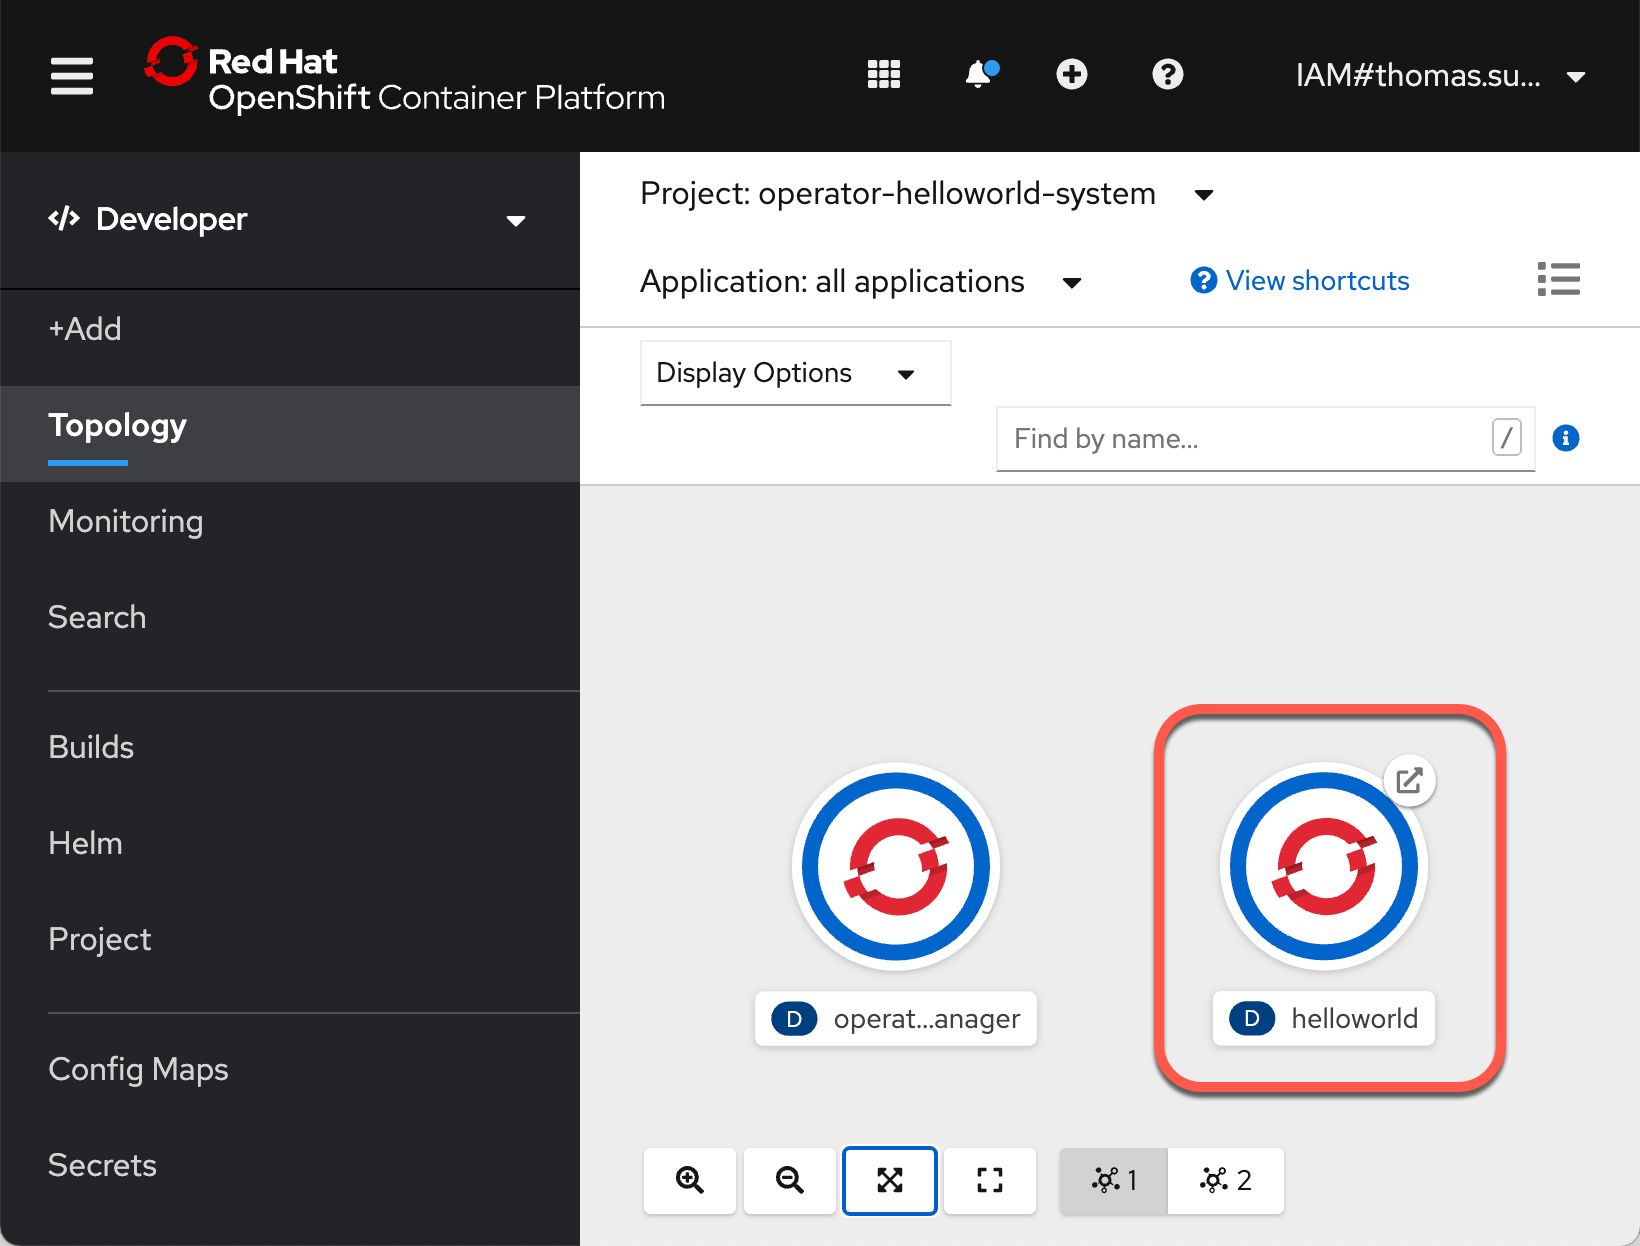 Red Hat
OpenShift Container Platform
IAM#thomas.su...
</> Developer
Project: operator-helloworld-system
Application: all applications
View shortcuts
+Add
Display Options
Topology
Find by name...
/
Monitoring
Search
Builds
Helm
Project
D operat...anager
D helloworld
Config Maps
Secrets
1
2